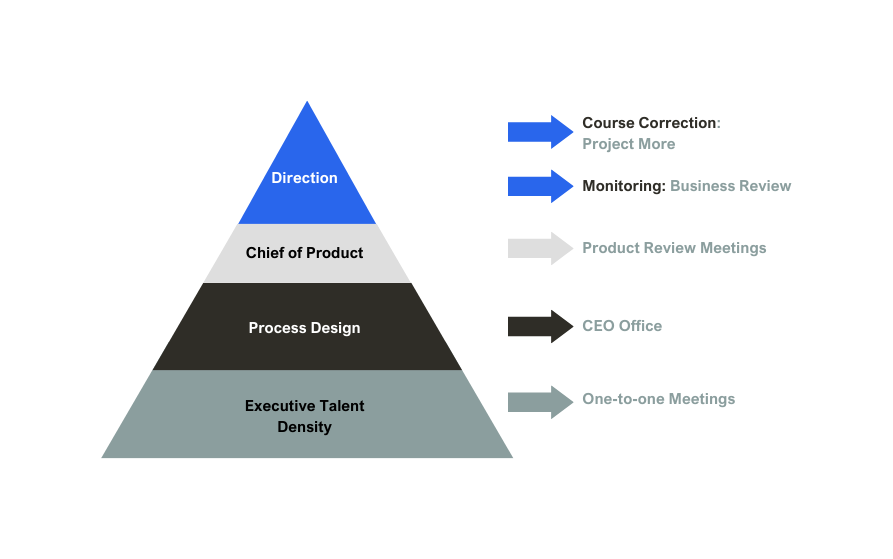 Course Correction:
Project More
Direction
Monitoring: Business Review
Chief of Product
Product Review Meetings
Process Design
CEO Office
Executive Talent
Density
One-to-one Meetings